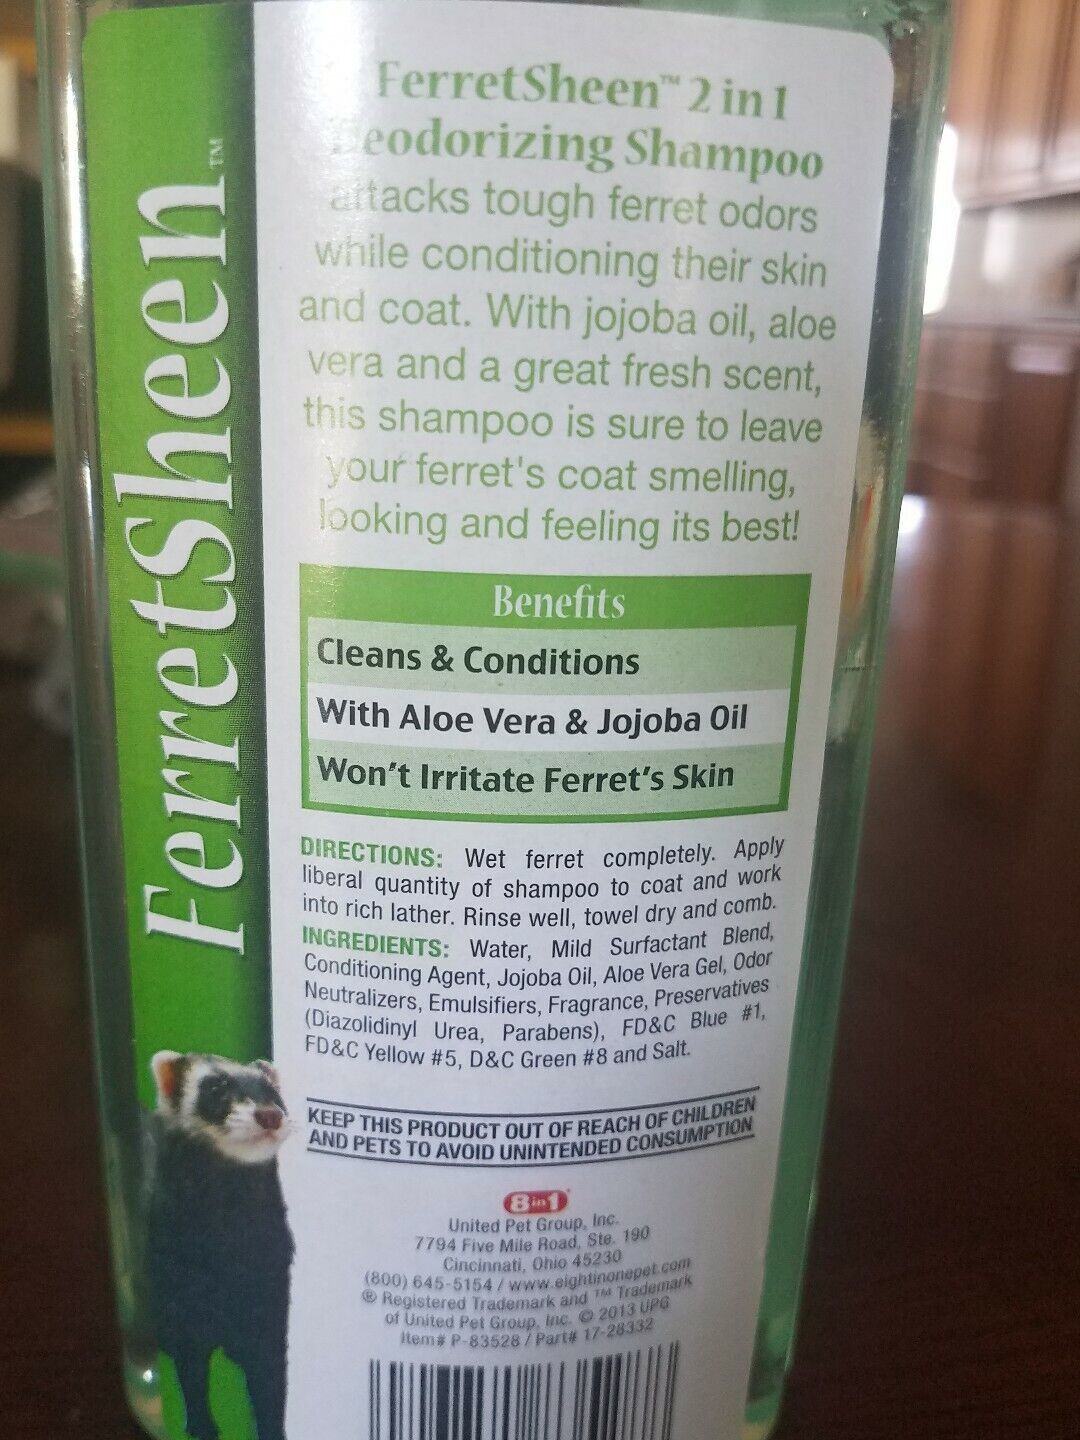 FerretSheen™
FerretSheen™ 2 in 1
Deodorizing Shampoo
attacks tough ferret odors
while conditioning their skin
and coat. With jojoba oil, aloe
vera and a great fresh scent,
this shampoo is sure to leave
your ferret's coat smelling,
looking and feeling its best!
Benefits
Cleans & Conditions
With Aloe Vera & Jojoba Oil
Won't Irritate Ferret's Skin
DIRECTIONS: Wet ferret completely. Apply
liberal quantity of shampoo to coat and work
into rich lather. Rinse well, towel dry and comb.
INGREDIENTS: Water, Mild Surfactant Blend,
Conditioning Agent, Jojoba Oil, Aloe Vera Gel, Odor
Neutralizers, Emulsifiers, Fragrance, Preservatives
(Diazolidinyl Urea, Parabens), FD&C Blue #1,
FD&C Yellow #5, D&C Green #8 and Salt.
KEEP THIS PRODUCT OUT OF REACH OF CHILDREN
AND PETS TO AVOID UNINTENDED CONSUMPTION
8in1®
United Pet Group, Inc.
7794 Five Mile Road, Ste. 190
Cincinnati, Ohio 45230
(800) 645-5154 / www.eightinonepet.com
® Registered Trademark and ™ Trademark
of United Pet Group, Inc. © 2013 UPG
Item# P-83528 / Part# 17-28332